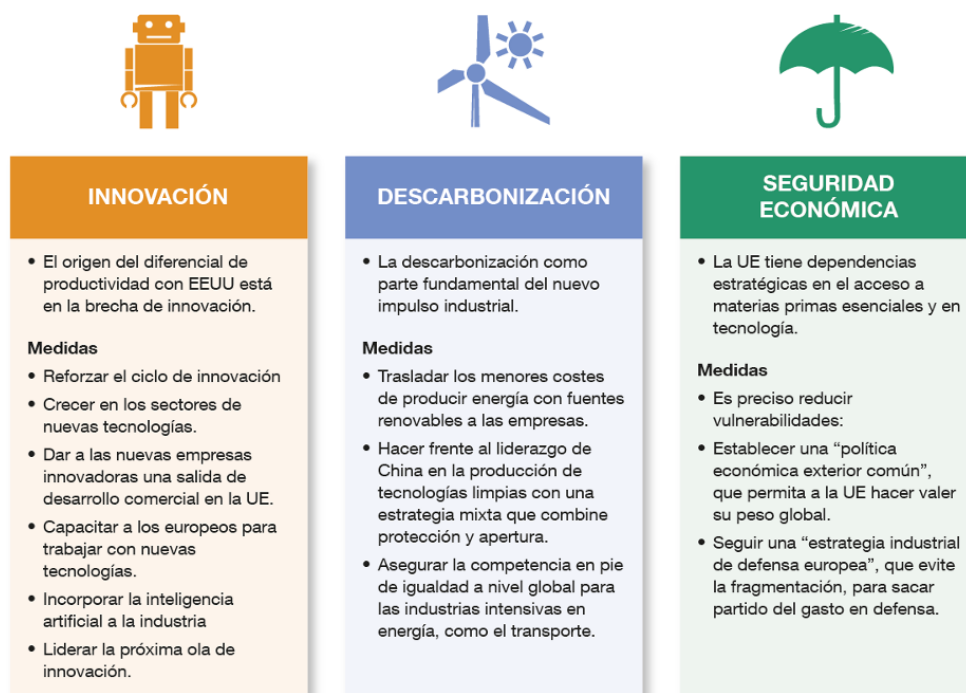 INNOVACIÓN
• El origen del diferencial de
productividad con EEUU está
en la brecha de innovación.
Medidas
• Reforzar el ciclo de innovación
• Crecer en los sectores de
nuevas tecnologías.
• Dar a las nuevas empresas
innovadoras una salida de
desarrollo comercial en la UE.
• Capacitar a los europeos para
trabajar con nuevas
tecnologías.
• Incorporar la inteligencia
artificial a la industria
• Liderar la próxima ola de
innovación.
DESCARBONIZACIÓN
• La descarbonización como
parte fundamental del nuevo
impulso industrial.
Medidas
• Trasladar los menores costes
de producir energía con fuentes
renovables a las empresas.
• Hacer frente al liderazgo de
China en la producción de
tecnologías limpias con una
estrategia mixta que combine
protección y apertura.
• Asegurar la competencia en pie
de igualdad a nivel global para
las industrias intensivas en
energía, como el transporte.
SEGURIDAD
ECONÓMICA
• La UE tiene dependencias
estratégicas en el acceso a
materias primas esenciales y en
tecnología.
Medidas
• Es preciso reducir
vulnerabilidades:
• Establecer una “política
económica exterior común”,
que permita a la UE hacer valer
su peso global.
• Seguir una “estrategia industrial
de defensa europea”, que evite
la fragmentación, para sacar
partido del gasto en defensa.